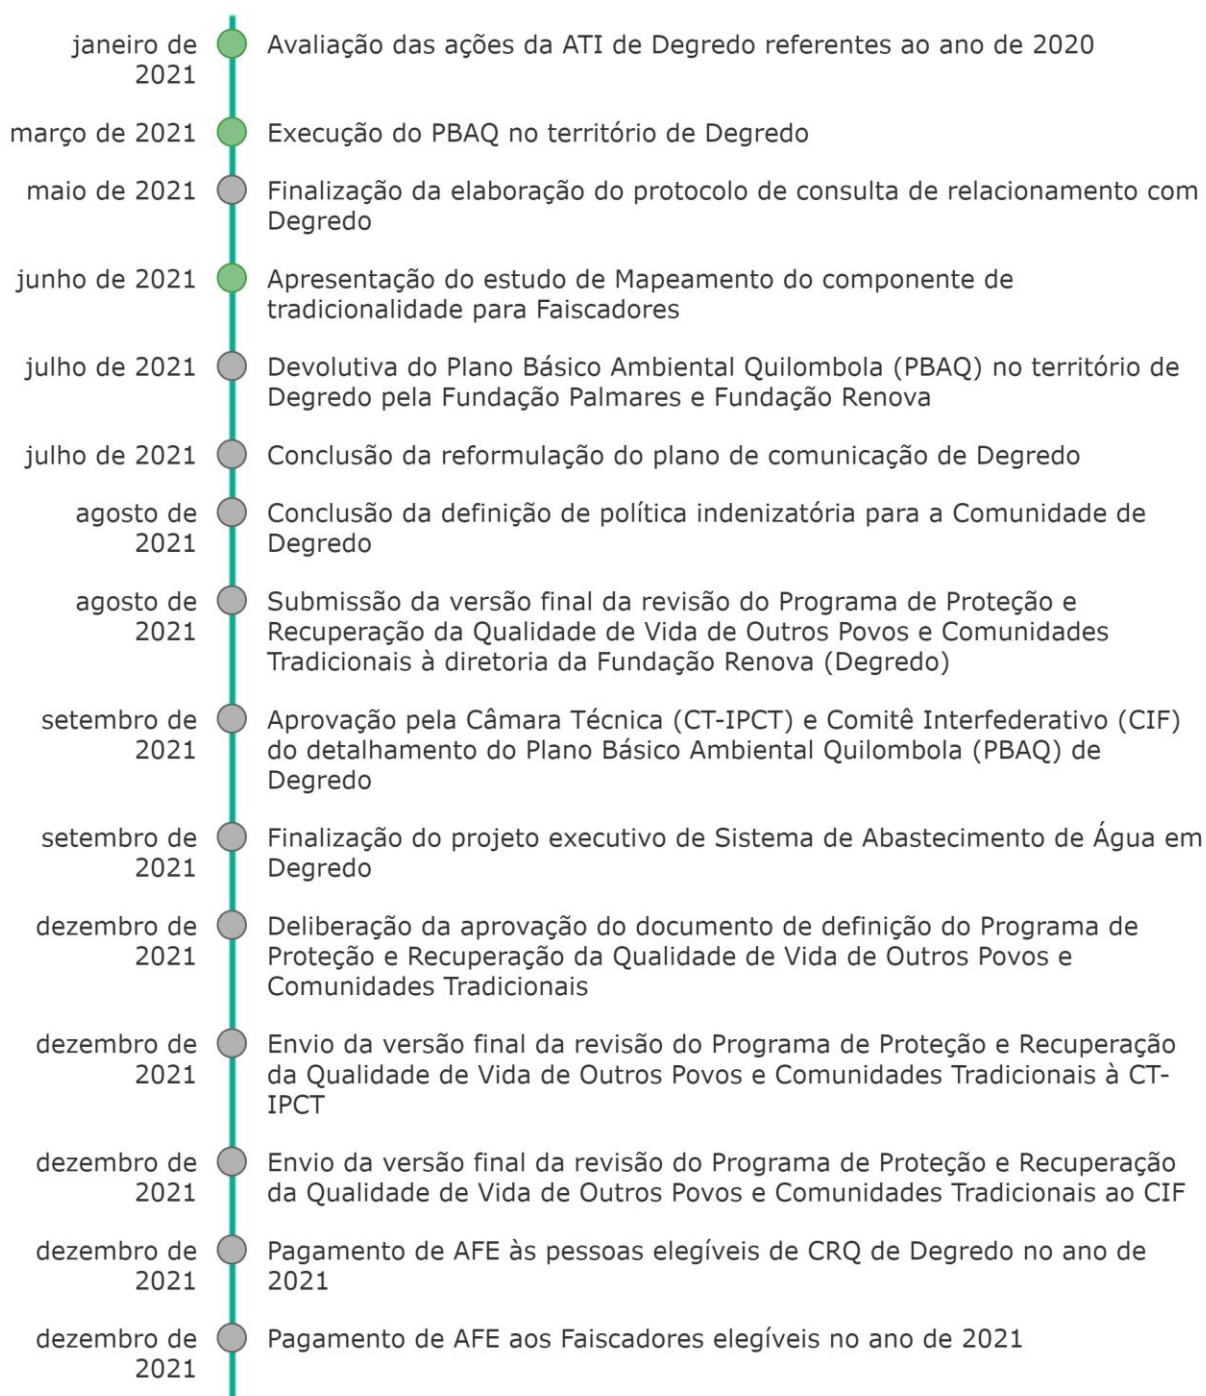 janeiro de
2021
Avaliação das ações da ATI de Degredo referentes ao ano de 2020
março de 2021
Execução do PBAQ no território de Degredo
maio de 2021
Finalização da elaboração do protocolo de consulta de relacionamento com
Degredo
junho de 2021
Apresentação do estudo de Mapeamento do componente de
tradicionalidade para Faiscadores
julho de 2021
Devolutiva do Plano Básico Ambiental Quilombola (PBAQ) no território de
Degredo pela Fundação Palmares e Fundação Renova
julho de 2021
Conclusão da reformulação do plano de comunicação de Degredo
agosto de
2021
Conclusão da definição de política indenizatória para a Comunidade de
Degredo
agosto de
2021
Submissão da versão final da revisão do Programa de Proteção e
Recuperação da Qualidade de Vida de Outros Povos e Comunidades
Tradicionais à diretoria da Fundação Renova (Degredo)
setembro de
2021
Aprovação pela Câmara Técnica (CT-IPCT) e Comitê Interfederativo (CIF)
do detalhamento do Plano Básico Ambiental Quilombola (PBAQ) de
Degredo
setembro de
2021
Finalização do projeto executivo de Sistema de Abastecimento de Água em
Degredo
dezembro de
2021
Deliberação da aprovação do documento de definição do Programa de
Proteção e Recuperação da Qualidade de Vida de Outros Povos e
Comunidades Tradicionais
dezembro de
2021
Envio da versão final da revisão do Programa de Proteção e Recuperação
da Qualidade de Vida de Outros Povos e Comunidades Tradicionais à CT-
IPCT
dezembro de
2021
Envio da versão final da revisão do Programa de Proteção e Recuperação
da Qualidade de Vida de Outros Povos e Comunidades Tradicionais ao CIF
dezembro de
2021
Pagamento de AFE às pessoas elegíveis de CRQ de Degredo no ano de
2021
dezembro de
2021
Pagamento de AFE aos Faiscadores elegíveis no ano de 2021